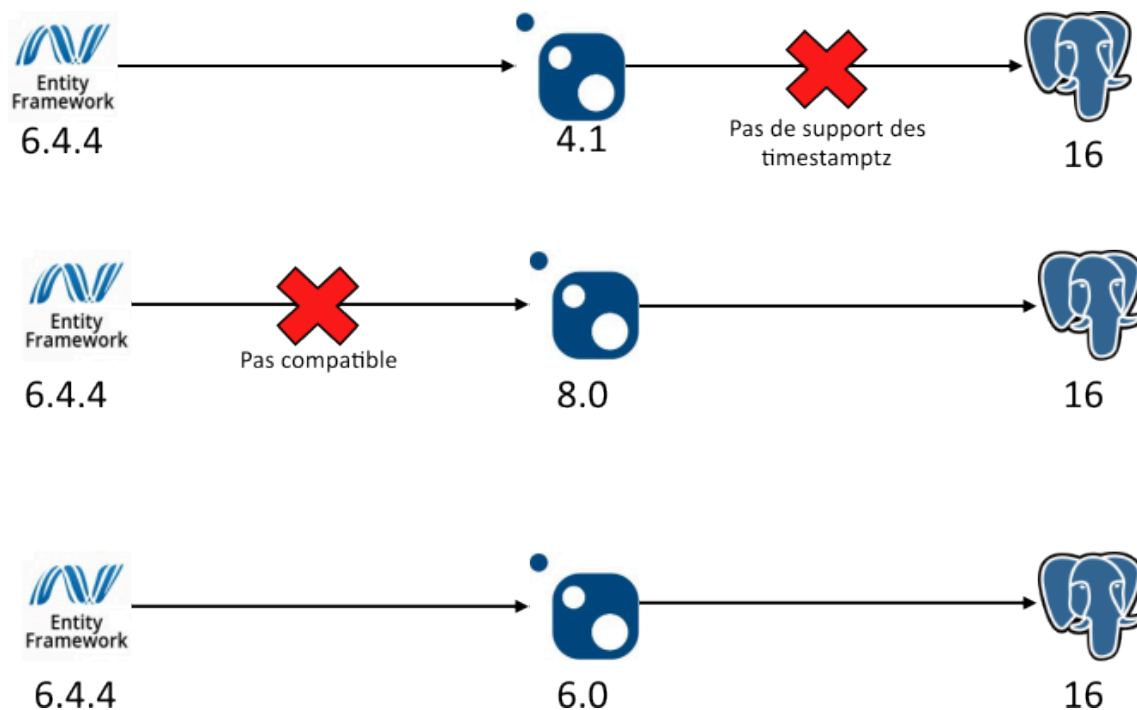 Entity
Framework
6.4.4
4.1
Pas de support des
timestamptz
16
Entity
Framework
6.4.4
Pas compatible
8.0
16
Entity
Framework
6.4.4
6.0
16